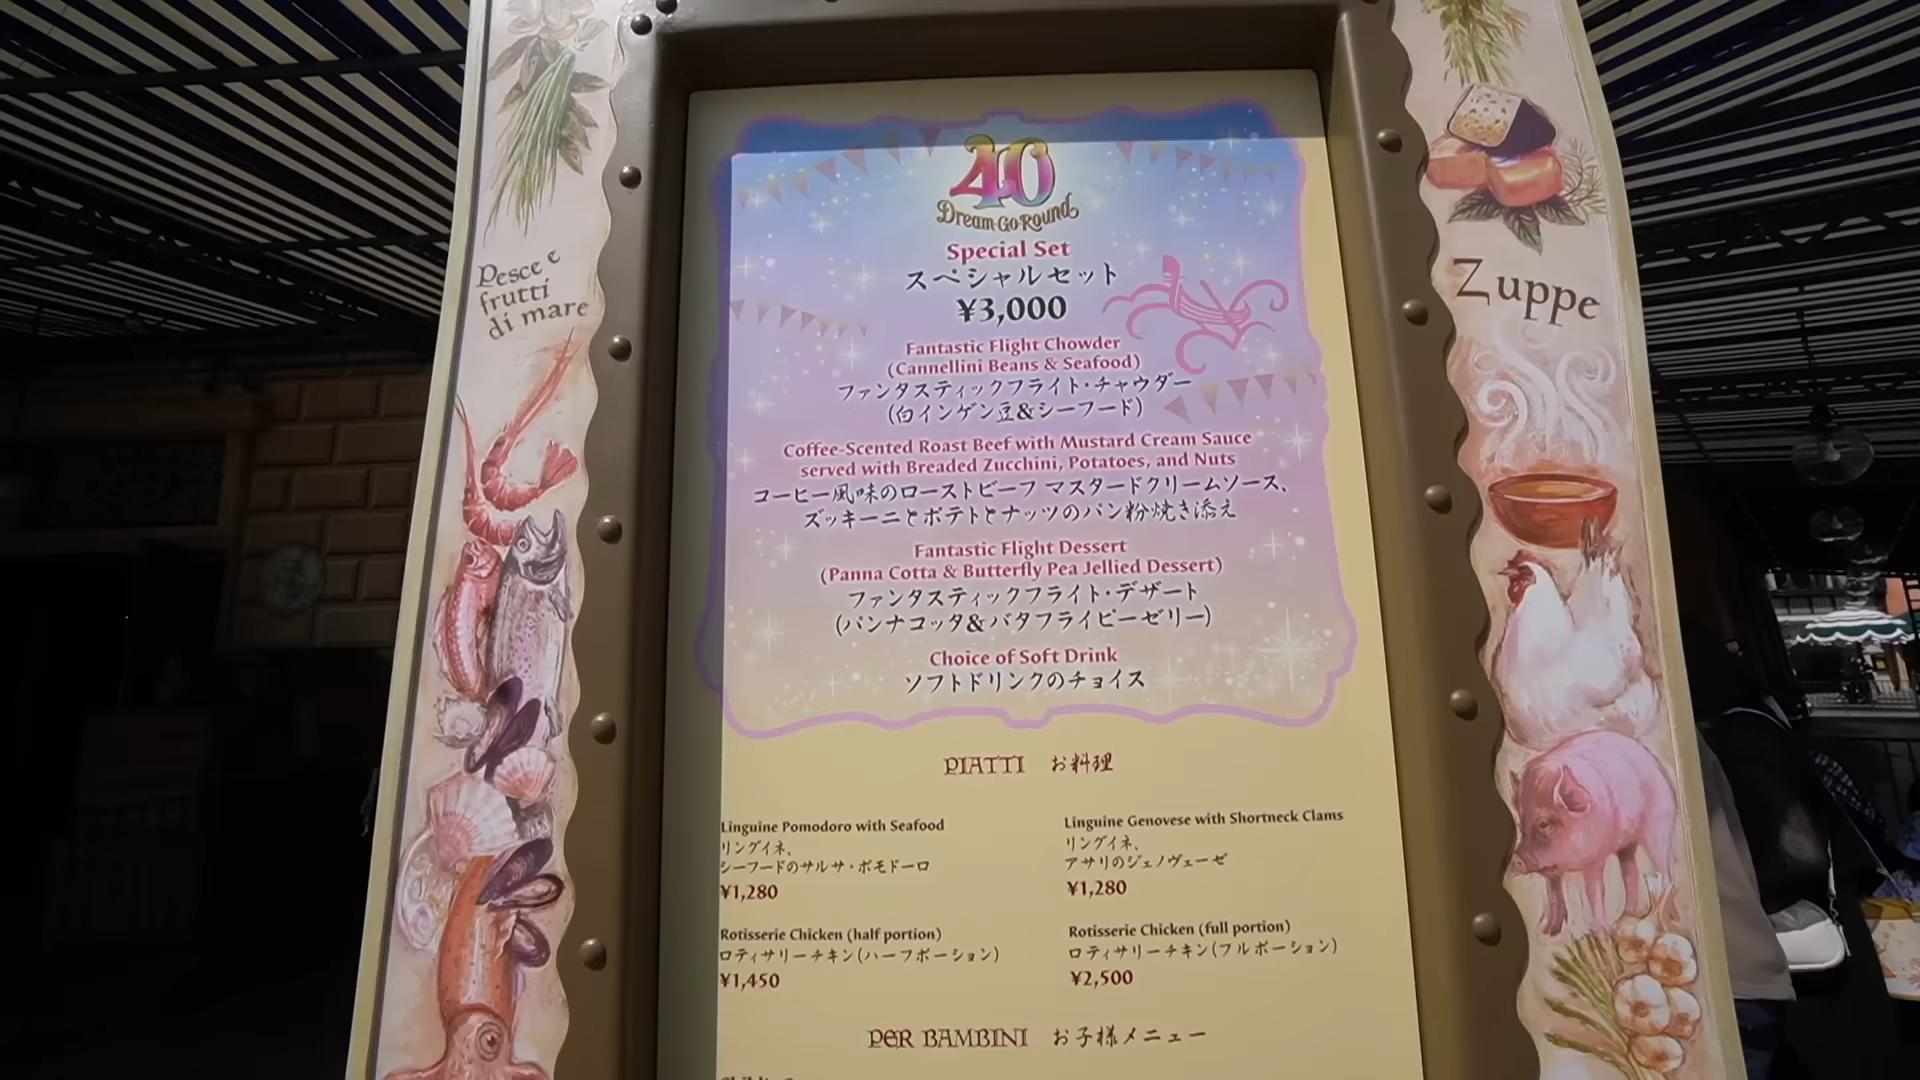 Pesce e
frutti
di mare
Zuppe
40
Dream-Go-Round
Special Set
スペシャルセット
¥3,000
Fantastic Flight Chowder
(Cannellini Beans & Seafood)
ファンタスティックフライト・チャウダー
(白インゲン豆&シーフード)
Coffee-Scented Roast Beef with Mustard Cream Sauce
served with Breaded Zucchini, Potatoes, and Nuts
コーヒー風味のローストビーフ マスタードクリームソース、
ズッキーニとポテトとナッツのパン粉焼き添え
Fantastic Flight Dessert
(Panna Cotta & Butterfly Pea Jellied Dessert)
ファンタスティックフライト・デザート
(パンナコッタ&バタフライピーゼリー)
Choice of Soft Drink
ソフトドリンクのチョイス
PIATTI お料理
Linguine Pomodoro with Seafood
リングイネ、
シーフードのサルサ・ポモドーロ
¥1,280
Linguine Genovese with Shortneck Clams
リングイネ、
アサリのジェノヴェーゼ
¥1,280
Rotisserie Chicken (half portion)
ロティサリーチキン(ハーフポーション)
¥1,450
Rotisserie Chicken (full portion)
ロティサリーチキン(フルポーション)
¥2,500
PER BAMBINI お子様メニュー